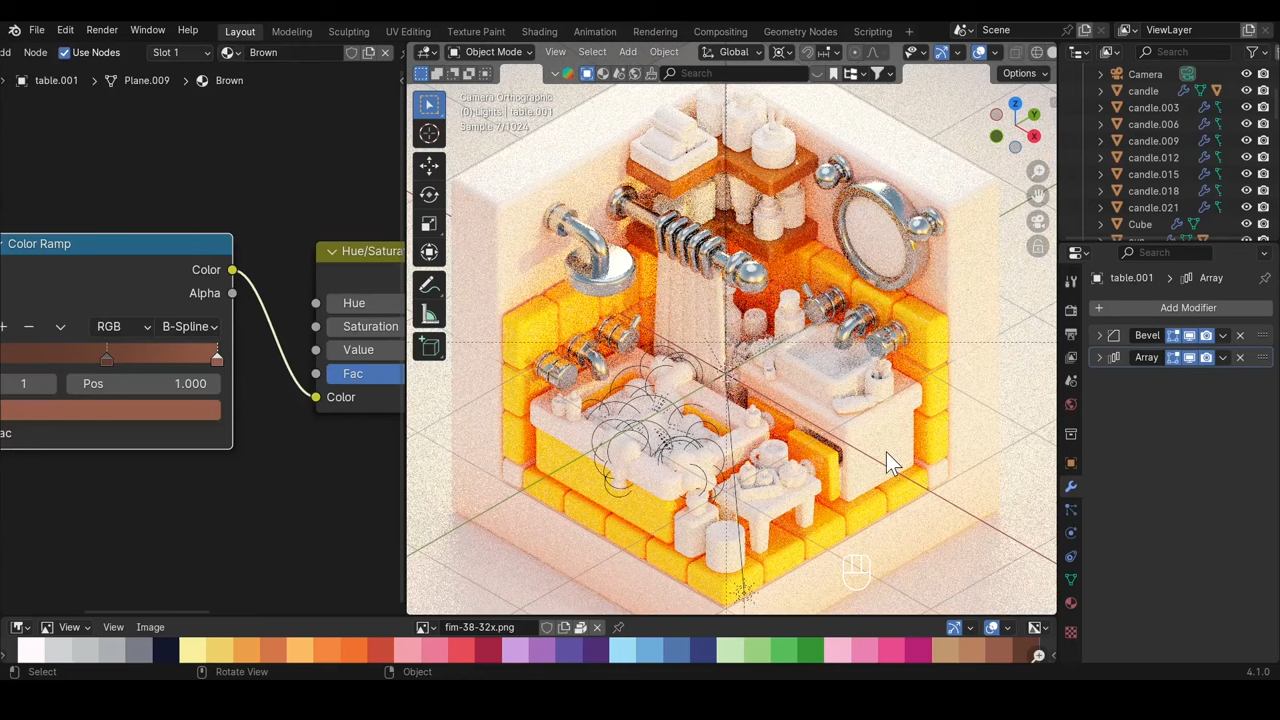 File Edit Render Window Help Layout Modeling Sculpting UV Editing Texture Paint Shading Animation Rendering Compositing Geometry Nodes Scripting + Scene ViewLayer
dd Node Use Nodes Slot 1 Brown Object Mode View Select Add Object Global Search
table.001 > Plane.009 > Brown Search Options
Camera Orthographic
(0) Lights | table.001
Sample 7/1024
Z
Y
X
Camera
candle
candle.003
candle.006
candle.009
candle.012
candle.015
candle.018
candle.021
Cube
Search
table.001 > Array
+ Add Modifier
Bevel
Array
Color Ramp
Color
Alpha
RGB B-Spline
1 Pos 1.000
ac
Hue/Satura
Hue
Saturation
Value
Fac
Color
View View Image fim-38-32x.png
Select Rotate View Object 4.1.0